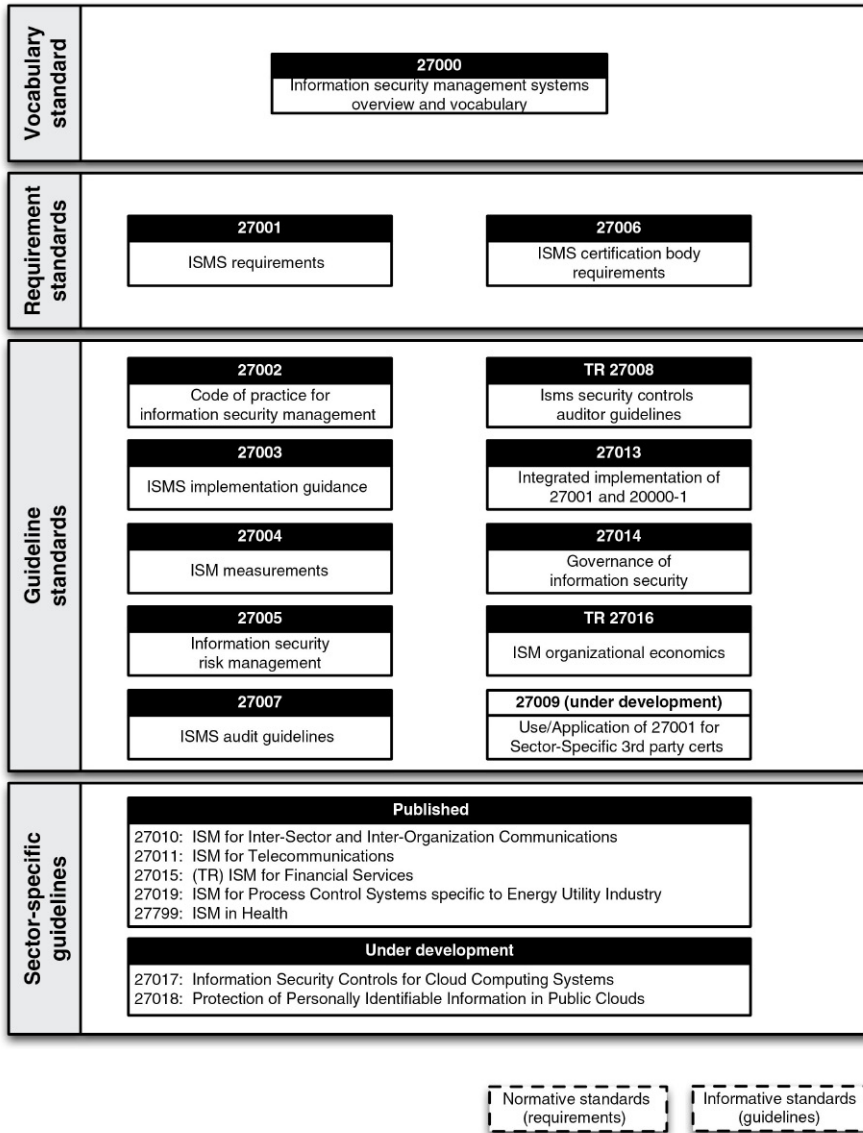 Vocabulary
standard
27000
Information security management systems
overview and vocabulary
Requirement
standards
27001
ISMS requirements
27006
ISMS certification body
requirements
Guideline
standards
27002
Code of practice for
information security management
TR 27008
Isms security controls
auditor guidelines
27003
ISMS implementation guidance
27013
Integrated implementation of
27001 and 20000-1
27004
ISM measurements
27014
Governance of
information security
27005
Information security
risk management
TR 27016
ISM organizational economics
27007
ISMS audit guidelines
27009 (under development)
Use/Application of 27001 for
Sector-Specific 3rd party certs
Sector-specific
guidelines
Published
27010: ISM for Inter-Sector and Inter-Organization Communications
27011: ISM for Telecommunications
27015: (TR) ISM for Financial Services
27019: ISM for Process Control Systems specific to Energy Utility Industry
27799: ISM in Health
Under development
27017: Information Security Controls for Cloud Computing Systems
27018: Protection of Personally Identifiable Information in Public Clouds
Normative standards
(requirements)
Informative standards
(guidelines)